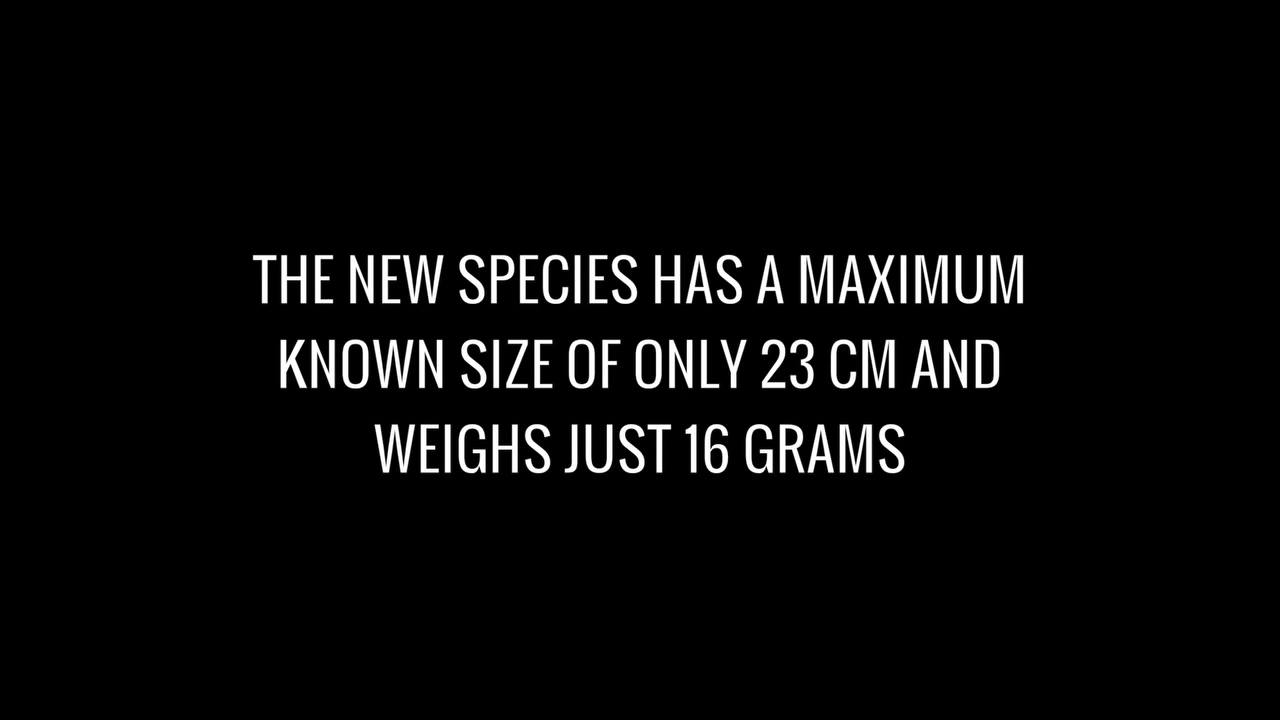 THE NEW SPECIES HAS A MAXIMUM
KNOWN SIZE OF ONLY 23 CM AND
WEIGHS JUST 16 GRAMS